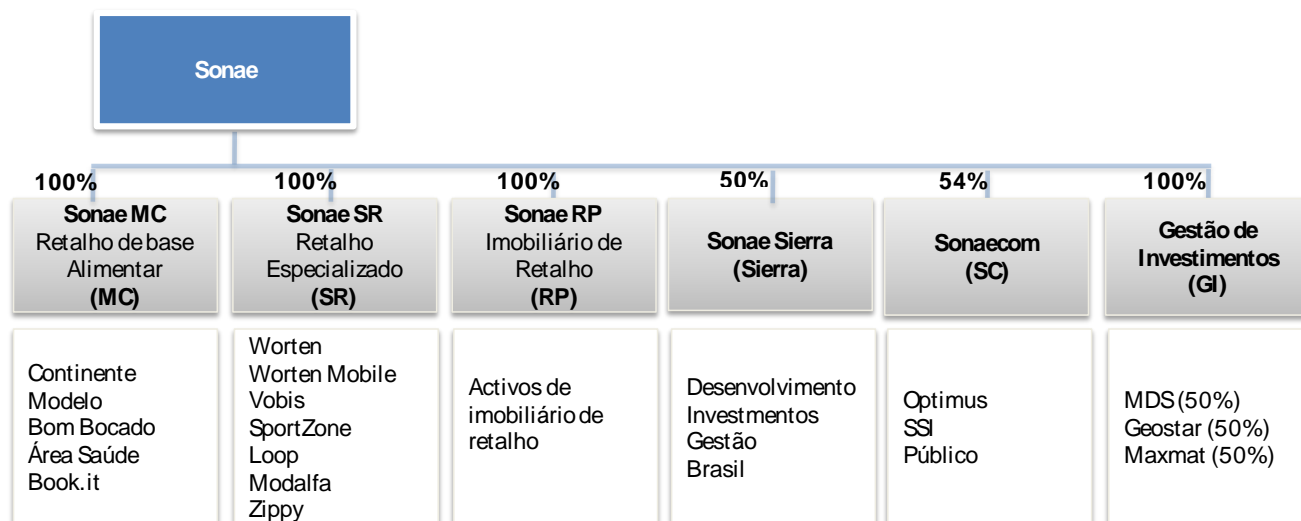 Sonae
100%
100%
100%
50%
54%
100%
Sonae MC
Retalho de base
Alimentar
(MC)
Sonae SR
Retalho
Especializado
(SR)
Sonae RP
Imobiliário de
Retalho
(RP)
Sonae Sierra
(Sierra)
Sonaecom
(SC)
Gestão de
Investimentos
(GI)
Continente
Modelo
Bom Bocado
Área Saúde
Book.it
Worten
Worten Mobile
Vobis
SportZone
Loop
Modalfa
Zippy
Activos de
imobiliário de
retalho
Desenvolvimento
Investmentos
Gestão
Brasil
Optimus
SSI
Público
MDS (50%)
Geostar (50%)
Maxmat (50%)